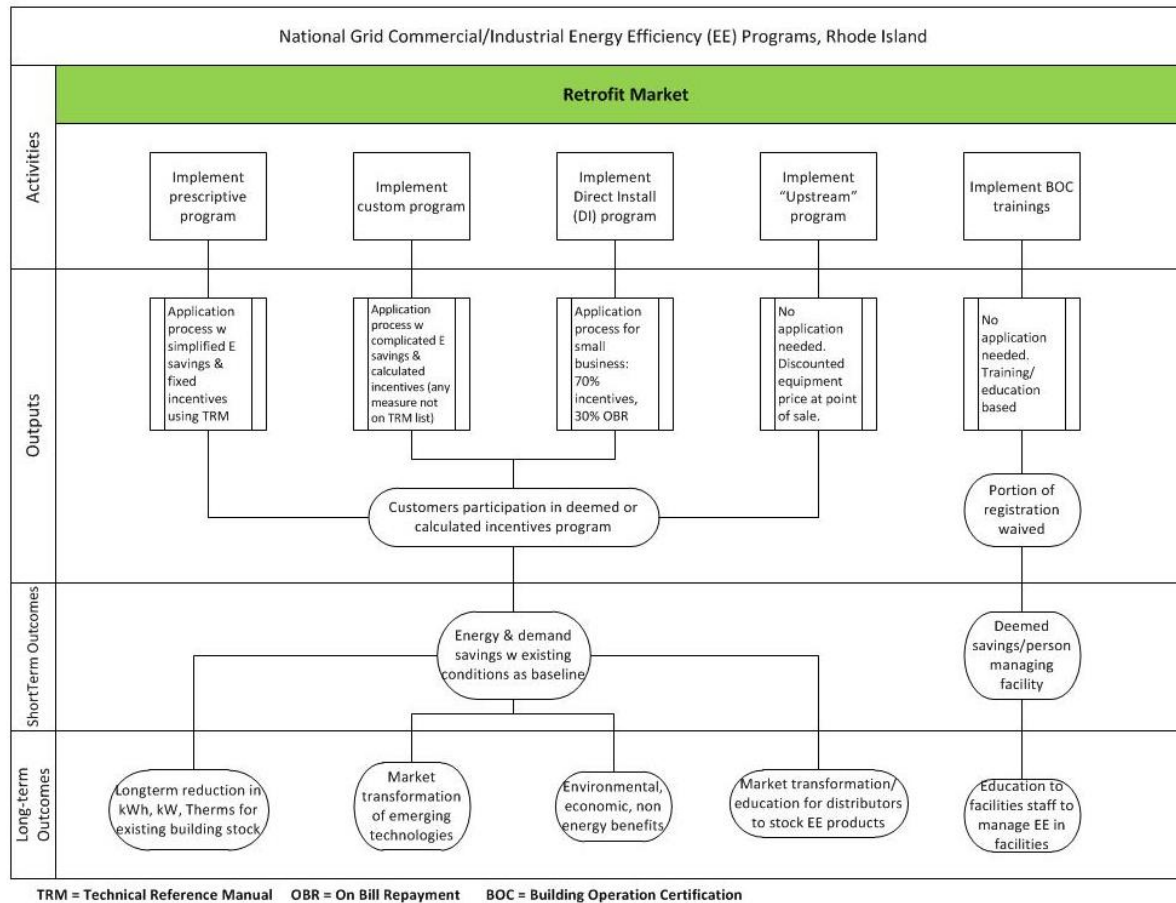 National Grid Commercial/Industrial Energy Efficiency (EE) Programs, Rhode Island
Retrofit Market
Activities
Implement
prescriptive
program
Implement
custom program
Implement
Direct Install
(DI) program
Implement
“Upstream”
program
Implement BOC
trainings
Outputs
Application
process w
simplified E
savings &
fixed
incentives
using TRM
Application
process w
complicated E
savings &
calculated
incentives (any
measure not
on TRM list)
Application
process for
small
business:
70%
incentives,
30% OBR
No
application
needed.
Discounted
equipment
price at point
of sale.
No
application
needed.
Training/
education
based
Customers participation in deemed or
calculated incentives program
Portion of
registration
waived
ShortTerm Outcomes
Energy & demand
savings w existing
conditions as baseline
Deemed
savings/person
managing
facility
Long-term
Outcomes
Longterm reduction in
kWh, kW, Therms for
existing building stock
Market
transformation
of emerging
technologies
Environmental,
economic, non
energy benefits
Market transformation/
education for distributors
to stock EE products
Education to
facilities staff to
manage EE in
facilities
TRM = Technical Reference Manual OBR = On Bill Repayment BOC = Building Operation Certification